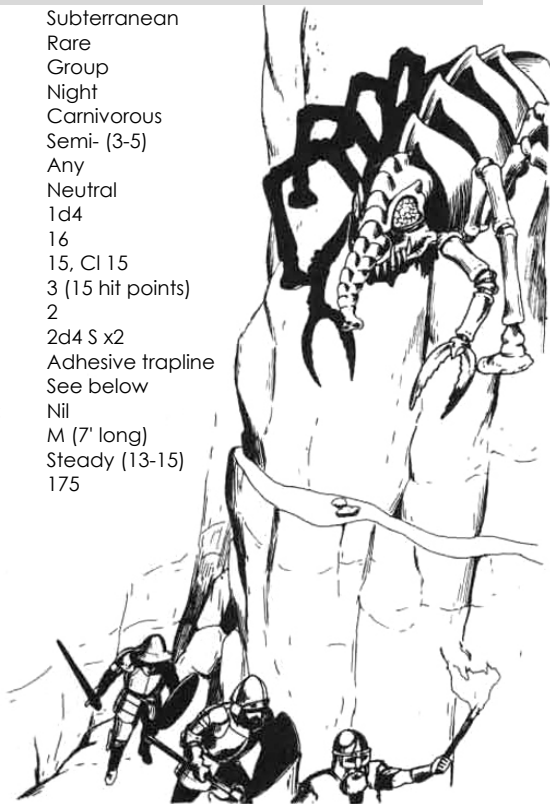 Subterranean
Rare
Group
Night
Carnivorous
Semi- (3-5)
Any
Neutral
1d4
16
15, Cl 15
3 (15 hit points)
2
2d4 S x2
Adhesive trapline
See below
Nil
M (7' long)
Steady (13-15)
175